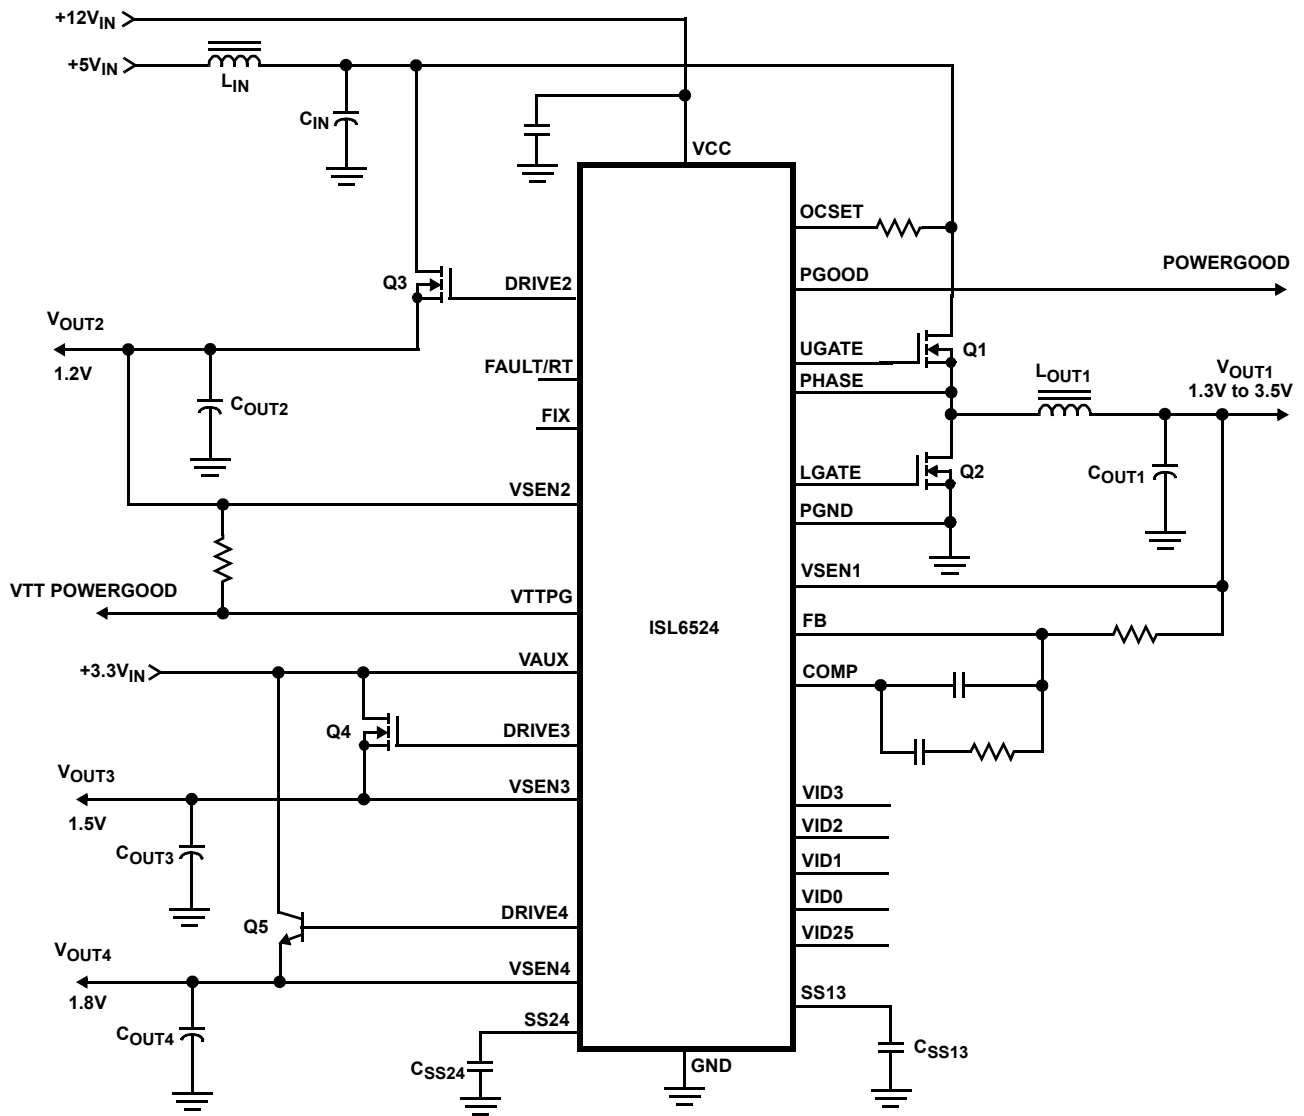 +12VIN
+5VIN
LIN
CIN
VCC
OCSET
PGOOD
POWERGOOD
Q3
DRIVE2
VOUT2
1.2V
COUT2
FAULT/RT
FIX
UGATE
Q1
PHASE
LOUT1
VOUT1
1.3V to 3.5V
LGATE
Q2
COUT1
PGND
VSEN2
VSEN1
VTT POWERGOOD
VTTPG
ISL6524
FB
+3.3VIN
VAUX
COMP
Q4
DRIVE3
VOUT3
1.5V
VSEN3
COUT3
VID3
VID2
VID1
VID0
VID25
Q5
DRIVE4
VOUT4
1.8V
VSEN4
COUT4
SS24
CSS24
GND
SS13
CSS13